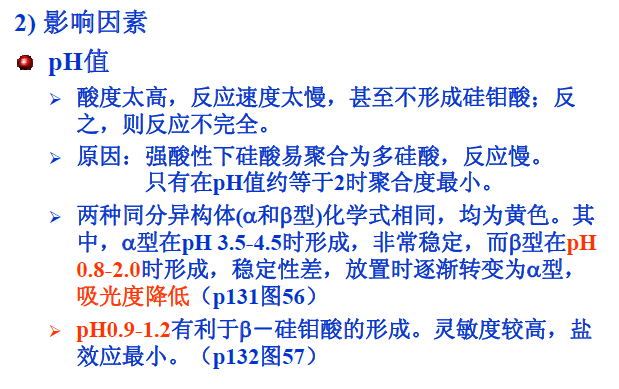 2) 影响因素
pH值
酸度太高，反应速度太慢，甚至不形成硅钼酸；反
之，则反应不完全。
原因：强酸性下硅酸易聚合为多硅酸，反应慢。
只有在pH值约等于2时聚合度最小。
两种同分异构体(α和β型)化学式相同，均为黄色。其
中，α型在pH 3.5-4.5时形成，非常稳定，而β型在pH
0.8-2.0时形成，稳定性差，放置时逐渐转变为α型，
吸光度降低（p131图56）
pH0.9-1.2有利于β－硅钼酸的形成。灵敏度较高，盐
效应最小。（p132图57）